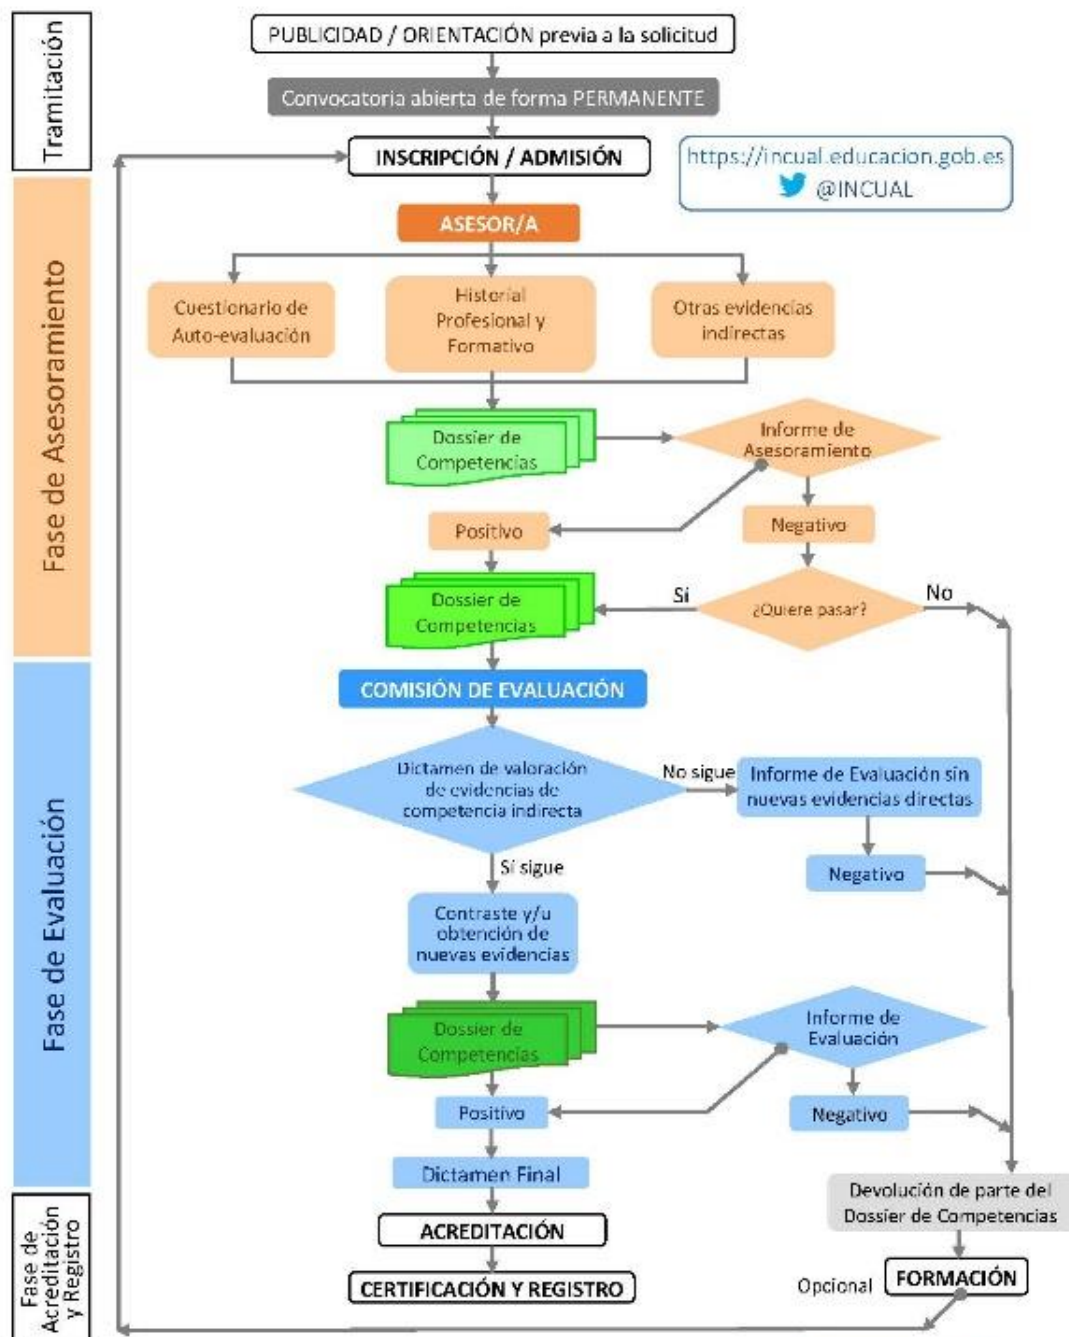 Tramitación
PUBLICIDAD / ORIENTACIÓN previa a la solicitud
Convocatoria abierta de forma PERMANENTE
INSCRIPCIÓN / ADMISIÓN
https://incual.educacion.gob.es
@INCUAL
Fase de Asesoramiento
ASESOR/A
Cuestionario de
Auto-evaluación
Historial
Profesional y
Formativo
Otras evidencias
indirectas
Dossier de
Competencias
Informe de
Asesoramiento
Positivo
Negativo
Dossier de
Competencias
Sí
¿Quiere pasar?
No
Fase de Evaluación
COMISIÓN DE EVALUACIÓN
Dictamen de valoración
de evidencias de
competencia indirecta
No sigue
Informe de Evaluación sin
nuevas evidencias directas
Negativo
Sí sigue
Contraste y/u
obtención de
nuevas evidencias
Dossier de
Competencias
Informe de
Evaluación
Positivo
Negativo
Dictamen Final
Devolución de parte del
Dossier de Competencias
Fase de
Acreditación
y Registro
ACREDITACIÓN
CERTIFICACIÓN Y REGISTRO
Opcional
FORMACIÓN